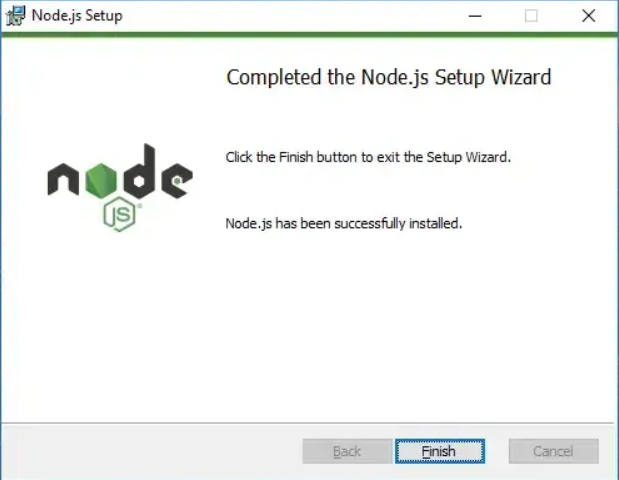 Node.js Setup
Completed the Node.js Setup Wizard
Click the Finish button to exit the Setup Wizard.
node
JS
Node.js has been successfully installed.
Back
Finish
Cancel